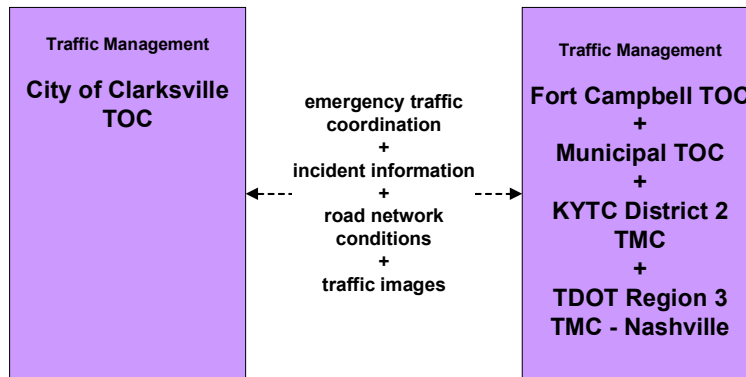 Traffic Management
City of Clarksville
TOC
emergency traffic
coordination
+
incident information
+
road network
conditions
+
traffic images
Traffic Management
Fort Campbell TOC
+
Municipal TOC
+
KYTC District 2
TMC
+
TDOT Region 3
TMC - Nashville